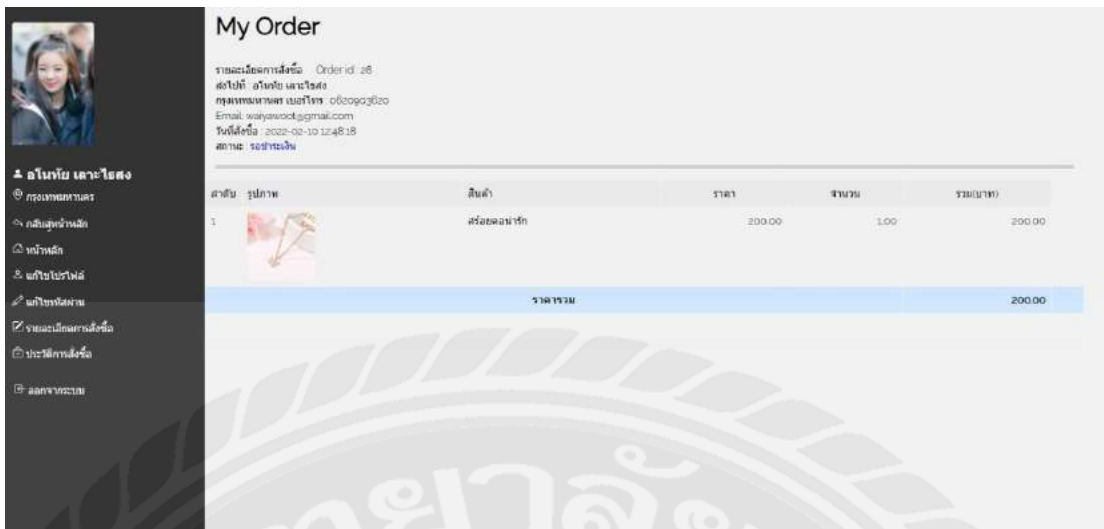 My Order
รายละเอียดการสั่งซื้อ Order id : 26
ส่งไปที่ : อโนทัย เตาะไธสง
กรุงเทพมหานคร เบอร์โทร : 0620903620
Email: waiyawoot@gmail.com
วันที่สั่งซื้อ : 2022-02-10 12:48:18
สถานะ : รอชำระเงิน
อโนทัย เตาะไธสง
กรุงเทพมหานคร
กลับสู่หน้าหลัก
หน้าหลัก
แก้ไขโปรไฟล์
แก้ไขรหัสผ่าน
รายละเอียดการสั่งซื้อ
ประวัติการสั่งซื้อ
ออกจากระบบ
ลำดับ รูปภาพ สินค้า ราคา จำนวน รวม(บาท)
1 สร้อยคอน่ารัก 200.00 1.00 200.00
ราคารวม 200.00